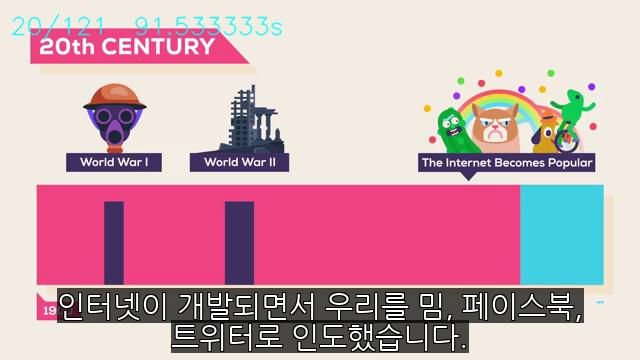 20/121 91.533333s
20th CENTURY
World War I
World War II
The Internet Becomes Popular
인터넷이 개발되면서 우리를 밈, 페이스북,
트위터로 인도했습니다.